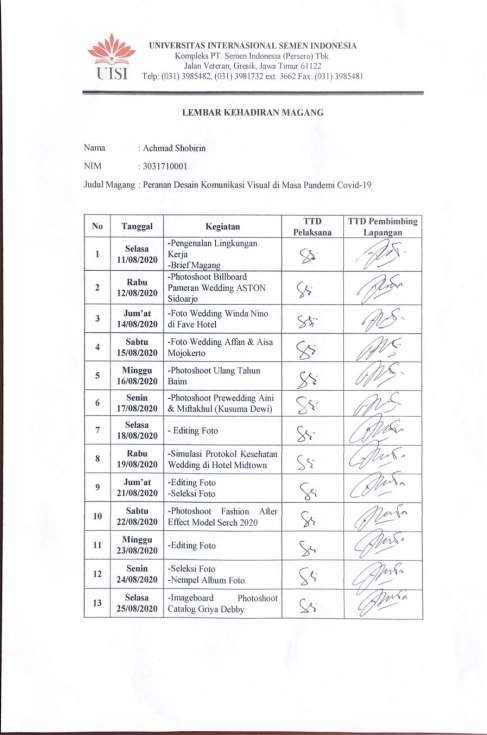 UISI
UNIVERSITAS INTERNASIONAL SEMEN INDONESIA
Kompleks PT. Semen Indonesia (Persero) Tbk
Jalan Veteran, Gresik, Jawa Timur 61122
Telp: (031) 3985482, (031) 3981732 ext. 3662 Fax: (031) 3985481
LEMBAR KEHADIRAN MAGANG
Nama : Achmad Shobirin
NIM : 3031710001
Judul Magang : Peranan Desain Komunikasi Visual di Masa Pandemi Covid-19
No Tanggal Kegiatan TTD Pelaksana TTD Pembimbing Lapangan
1 Selasa 11/08/2020 -Pengenalan Lingkungan
Kerja
-Brief Magang
2 Rabu 12/08/2020 -Photoshoot Billboard
Pameran Wedding ASTON
Sidoarjo
3 Jum'at 14/08/2020 -Foto Wedding Winda Nino
di Fave Hotel
4 Sabtu 15/08/2020 -Foto Wedding Affan & Aisa
Mojokerto
5 Minggu 16/08/2020 -Photoshoot Ulang Tahun
Baim
6 Senin 17/08/2020 -Photoshoot Prewedding Aini
& Miftakhul (Kusuma Dewi)
7 Selasa 18/08/2020 - Editing Foto
8 Rabu 19/08/2020 -Simulasi Protokol Kesehatan
Wedding di Hotel Midtown
9 Jum'at 21/08/2020 -Editing Foto
-Seleksi Foto
10 Sabtu 22/08/2020 -Photoshoot Fashion After
Effect Model Serch 2020
11 Minggu 23/08/2020 -Editing Foto
12 Senin 24/08/2020 -Seleksi Foto
-Nempel Album Foto
13 Selasa 25/08/2020 -Imageboard Photoshoot
Catalog Griya Debby